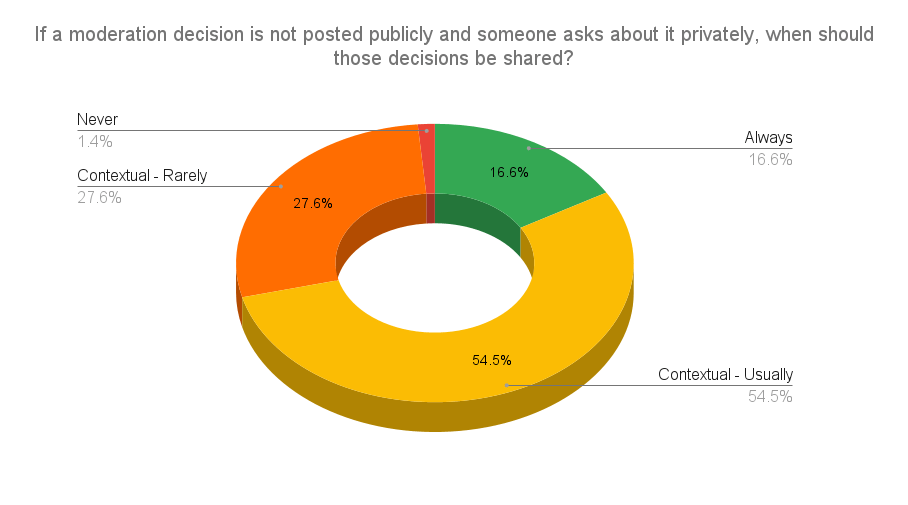 If a moderation decision is not posted publicly and someone asks about it privately, when should
those decisions be shared?
Never
1.4%
Always
16.6%
Contextual - Rarely
27.6%
16.6%
27.6%
54.5%
Contextual - Usually
54.5%